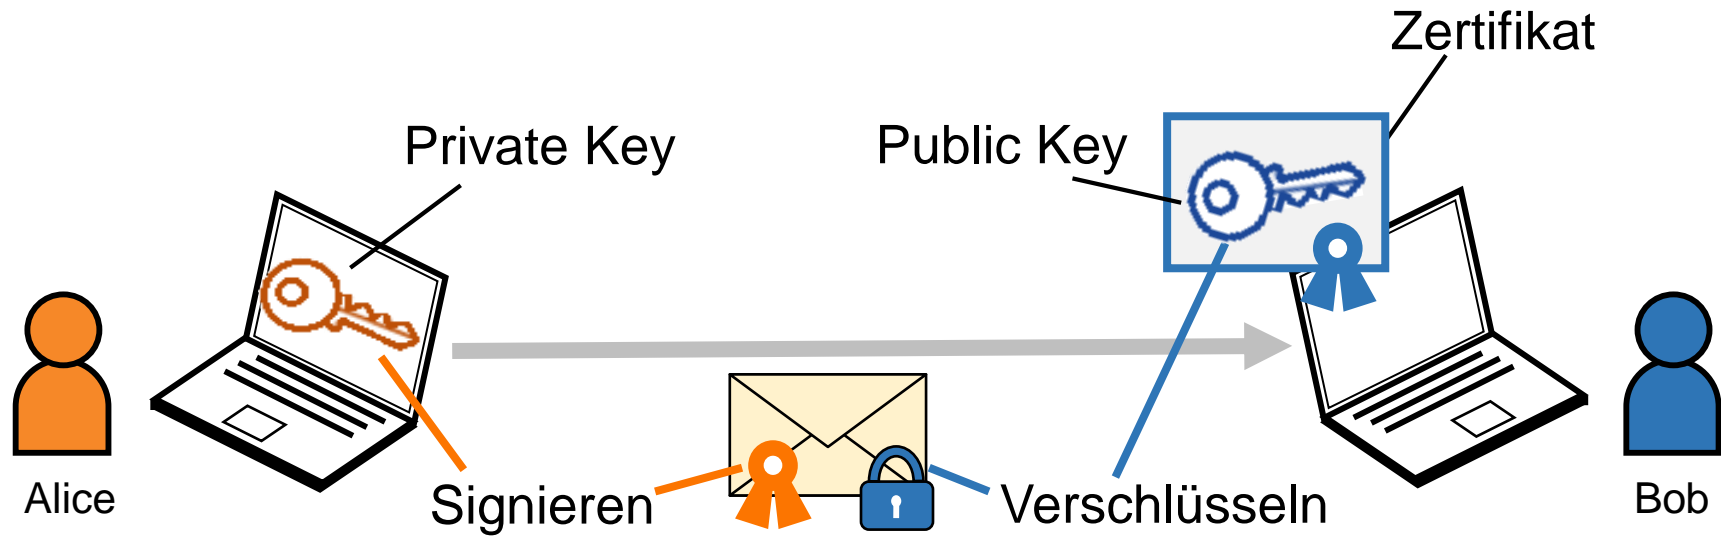 Zertifikat
Private Key
Public Key
Alice
Signieren
Verschlüsseln
Bob